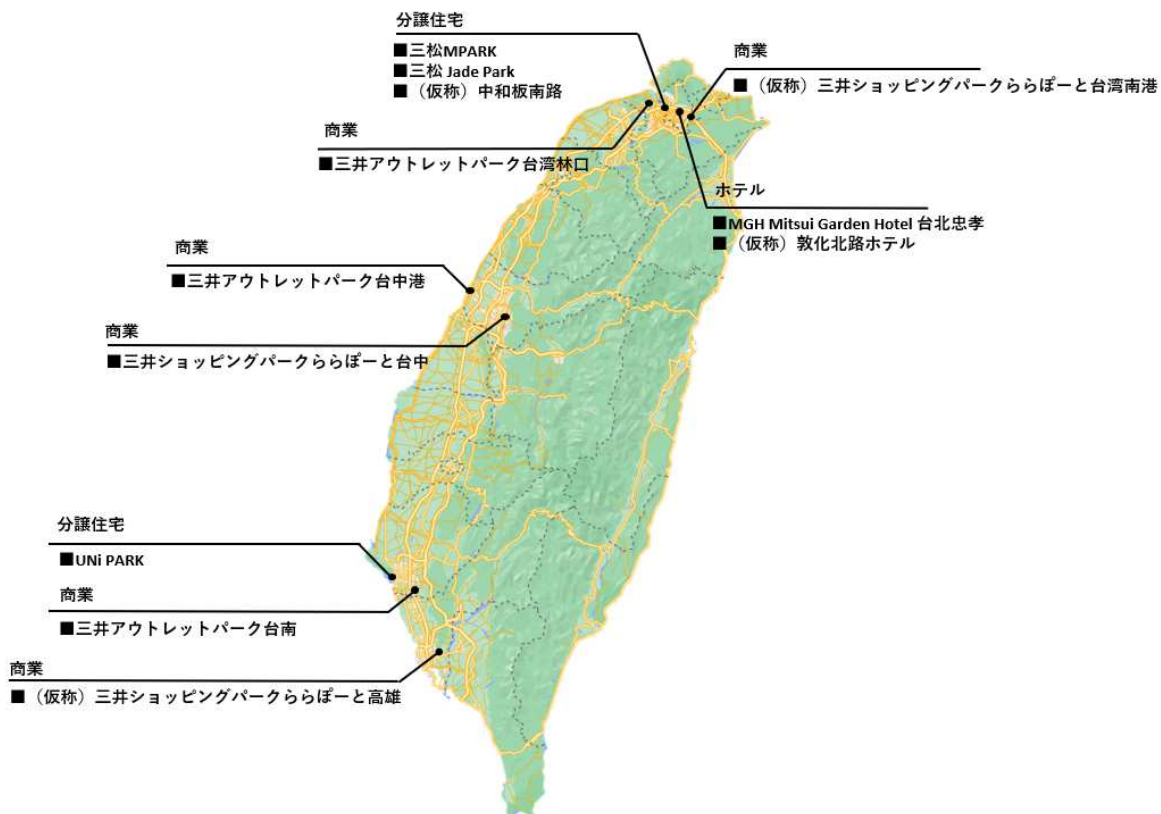 分譲住宅
■三松MPARK
■三松 Jade Park
■（仮称）中和板南路
商業
■（仮称）三井ショッピングパークららぽーと台湾南港
商業
■三井アウトレットパーク台湾林口
ホテル
■MGH Mitsui Garden Hotel 台北忠孝
■（仮称）敦化北路ホテル
商業
■三井アウトレットパーク台中港
商業
■三井ショッピングパークららぽーと台中
分譲住宅
■UNi PARK
商業
■三井アウトレットパーク台南
商業
■（仮称）三井ショッピングパークららぽーと高雄